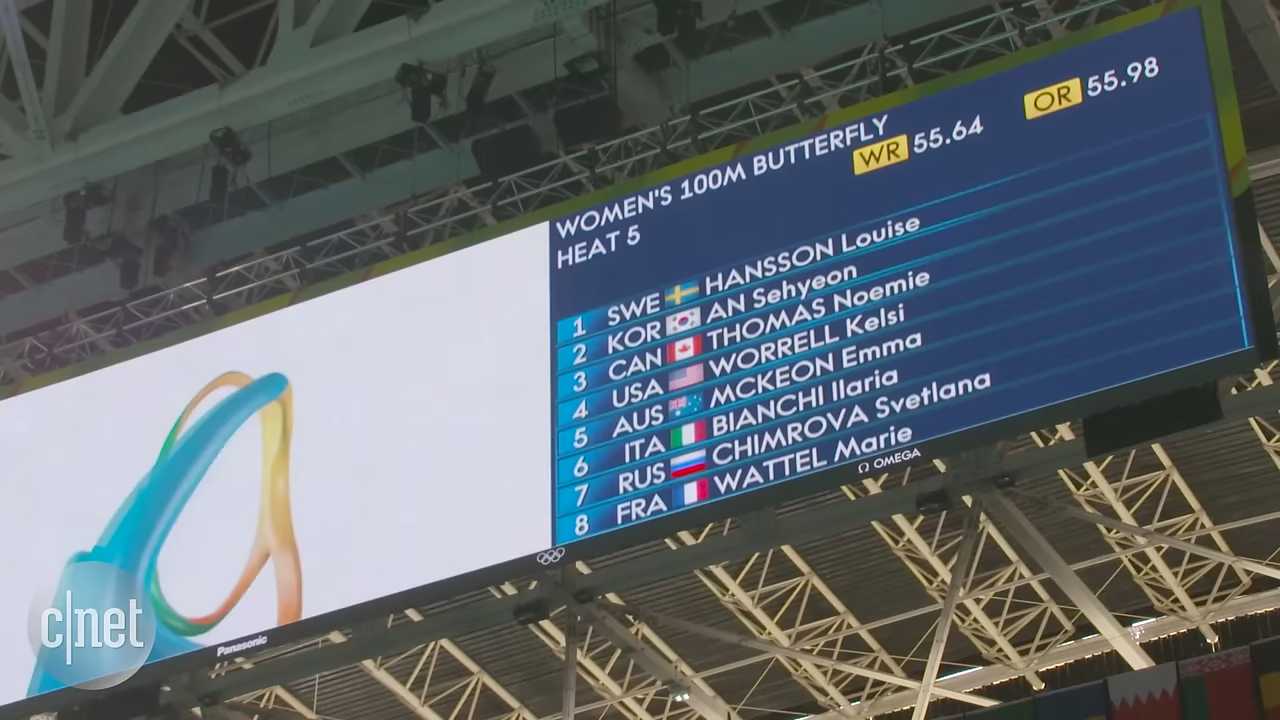 WOMEN'S 100M BUTTERFLY
HEAT 5
WR 55.64
OR 55.98
1 SWE HANSSON Louise
2 KOR AN Sehyeon
3 CAN THOMAS Noemie
4 USA WORRELL Kelsi
5 AUS MCKEON Emma
6 ITA BIANCHI Ilaria
7 RUS CHIMROVA Svetlana
8 FRA WATTEL Marie
Ω OMEGA
Panasonic
c|net